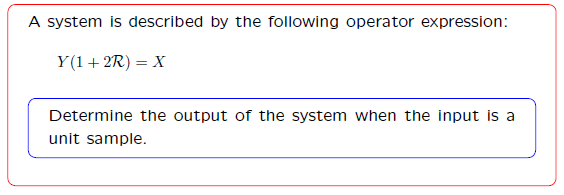 A system is described by the following operator expression:
Y(1 + 2ℛ) = X
Determine the output of the system when the input is a
unit sample.